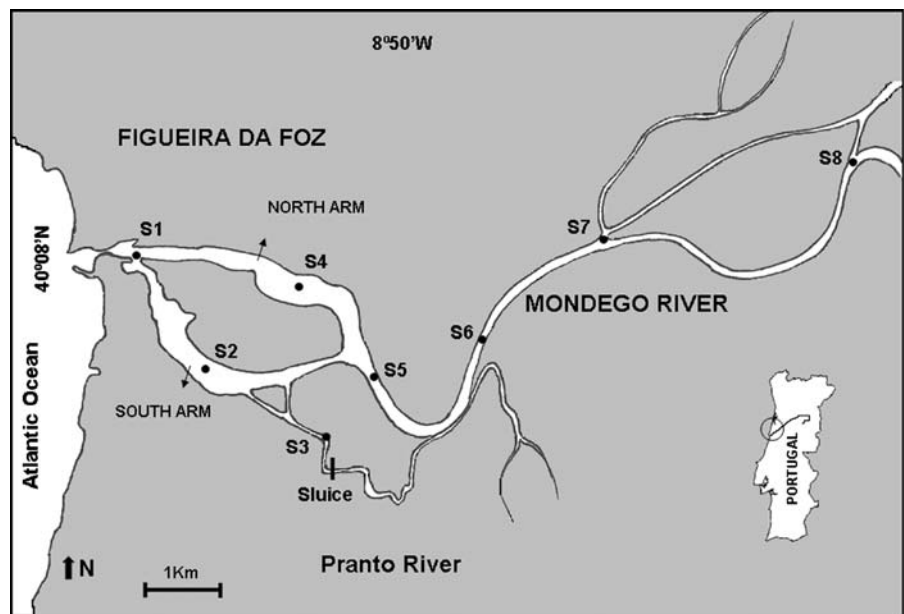 8º50'W
FIGUEIRA DA FOZ
NORTH ARM
S1
S4
S7
S8
40º08'N
MONDEGO RIVER
S6
S2
S5
SOUTH ARM
S3
Sluice
Atlantic Ocean
PORTUGAL
Pranto River
N
1Km